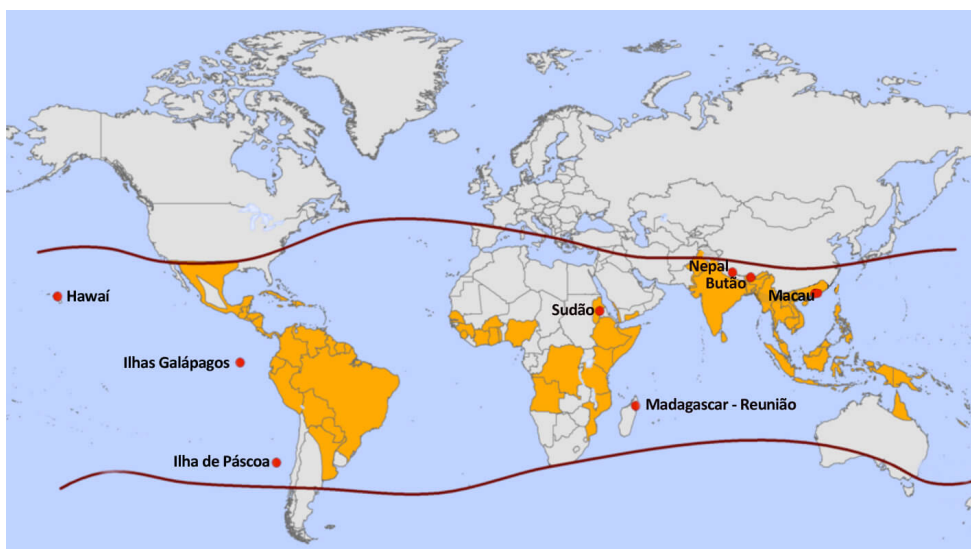 Nepal
Butão
Hawaí
Macau
Sudão
Ilhas Galápagos
Madagascar - Reunião
Ilha de Páscoa